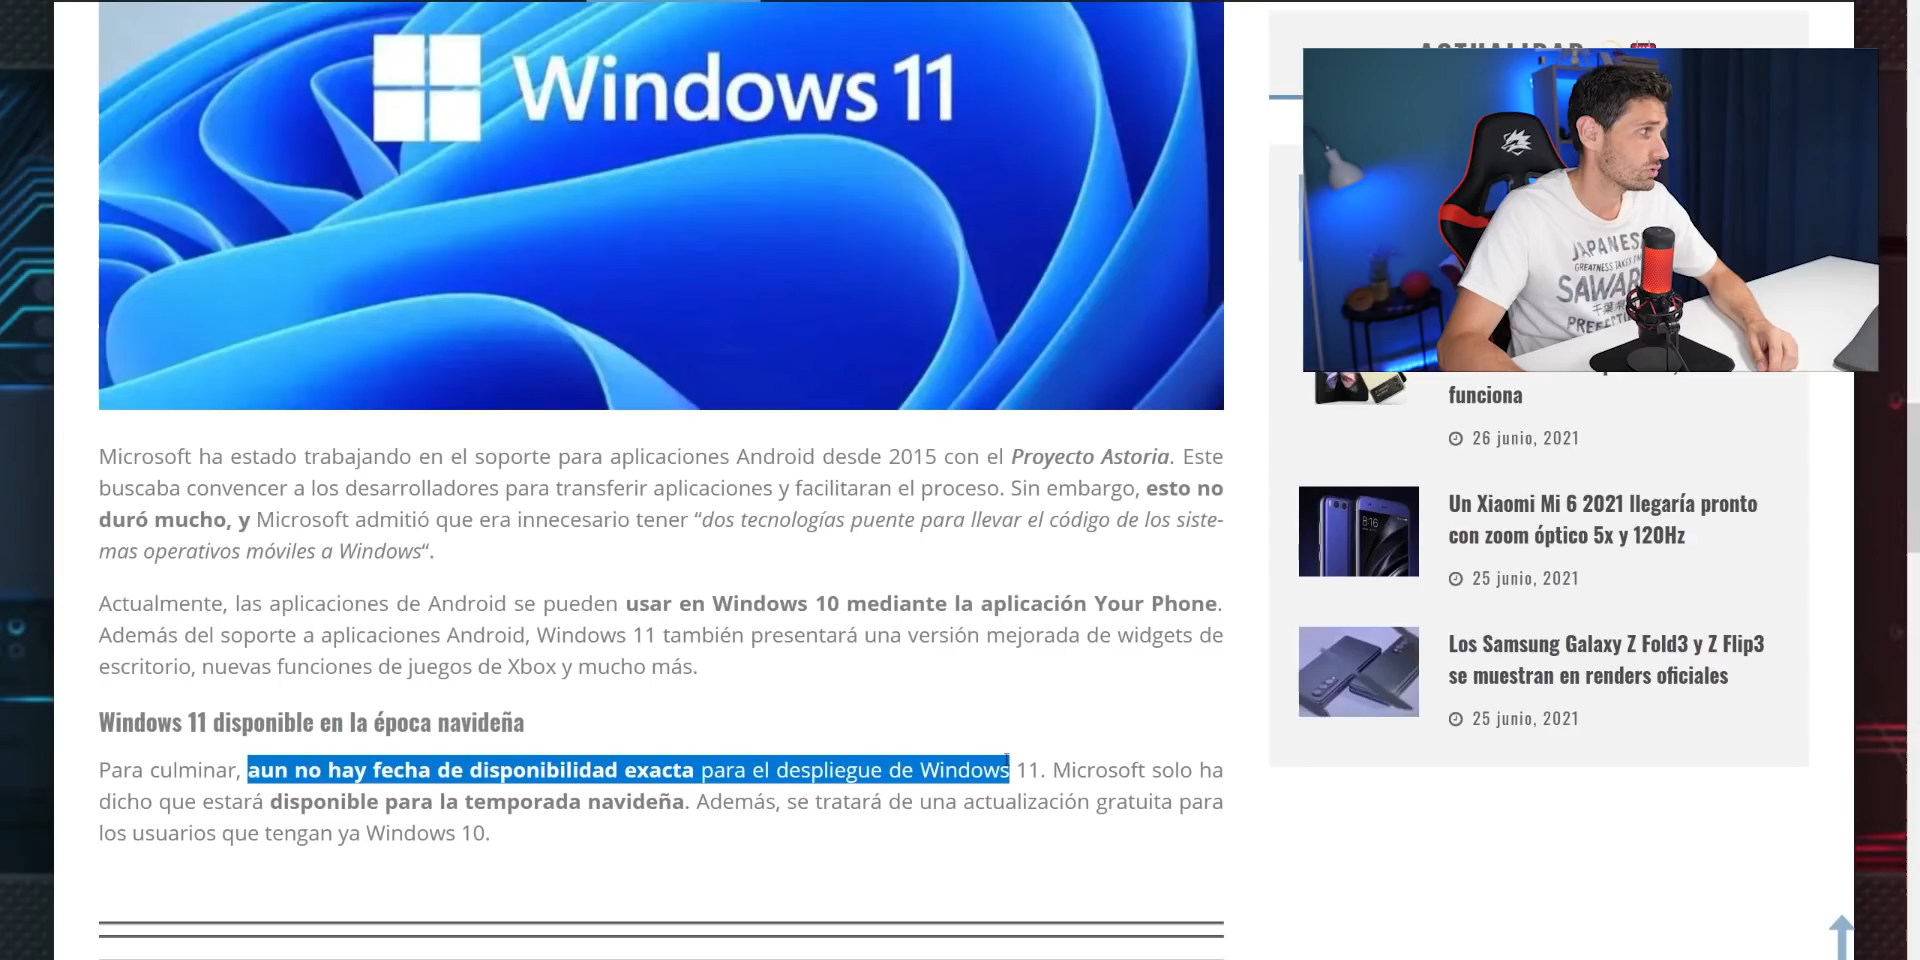 Windows 11
Microsoft ha estado trabajando en el soporte para aplicaciones Android desde 2015 con el Proyecto Astoria. Este
buscaba convencer a los desarrolladores para transferir aplicaciones y facilitaran el proceso. Sin embargo, esto no
duró mucho, y Microsoft admitió que era innecesario tener “dos tecnologías puente para llevar el código de los siste-
mas operativos móviles a Windows“.
Actualmente, las aplicaciones de Android se pueden usar en Windows 10 mediante la aplicación Your Phone.
Además del soporte a aplicaciones Android, Windows 11 también presentará una versión mejorada de widgets de
escritorio, nuevas funciones de juegos de Xbox y mucho más.
Windows 11 disponible en la época navideña
Para culminar, aun no hay fecha de disponibilidad exacta para el despliegue de Windows 11. Microsoft solo ha
dicho que estará disponible para la temporada navideña. Además, se tratará de una actualización gratuita para
los usuarios que tengan ya Windows 10.
JAPANESE
GREATNESS TAKES
SAWAR
funciona
26 junio, 2021
8:16
Un Xiaomi Mi 6 2021 llegaría pronto
con zoom óptico 5x y 120Hz
25 junio, 2021
Los Samsung Galaxy Z Fold3 y Z Flip3
se muestran en renders oficiales
25 junio, 2021